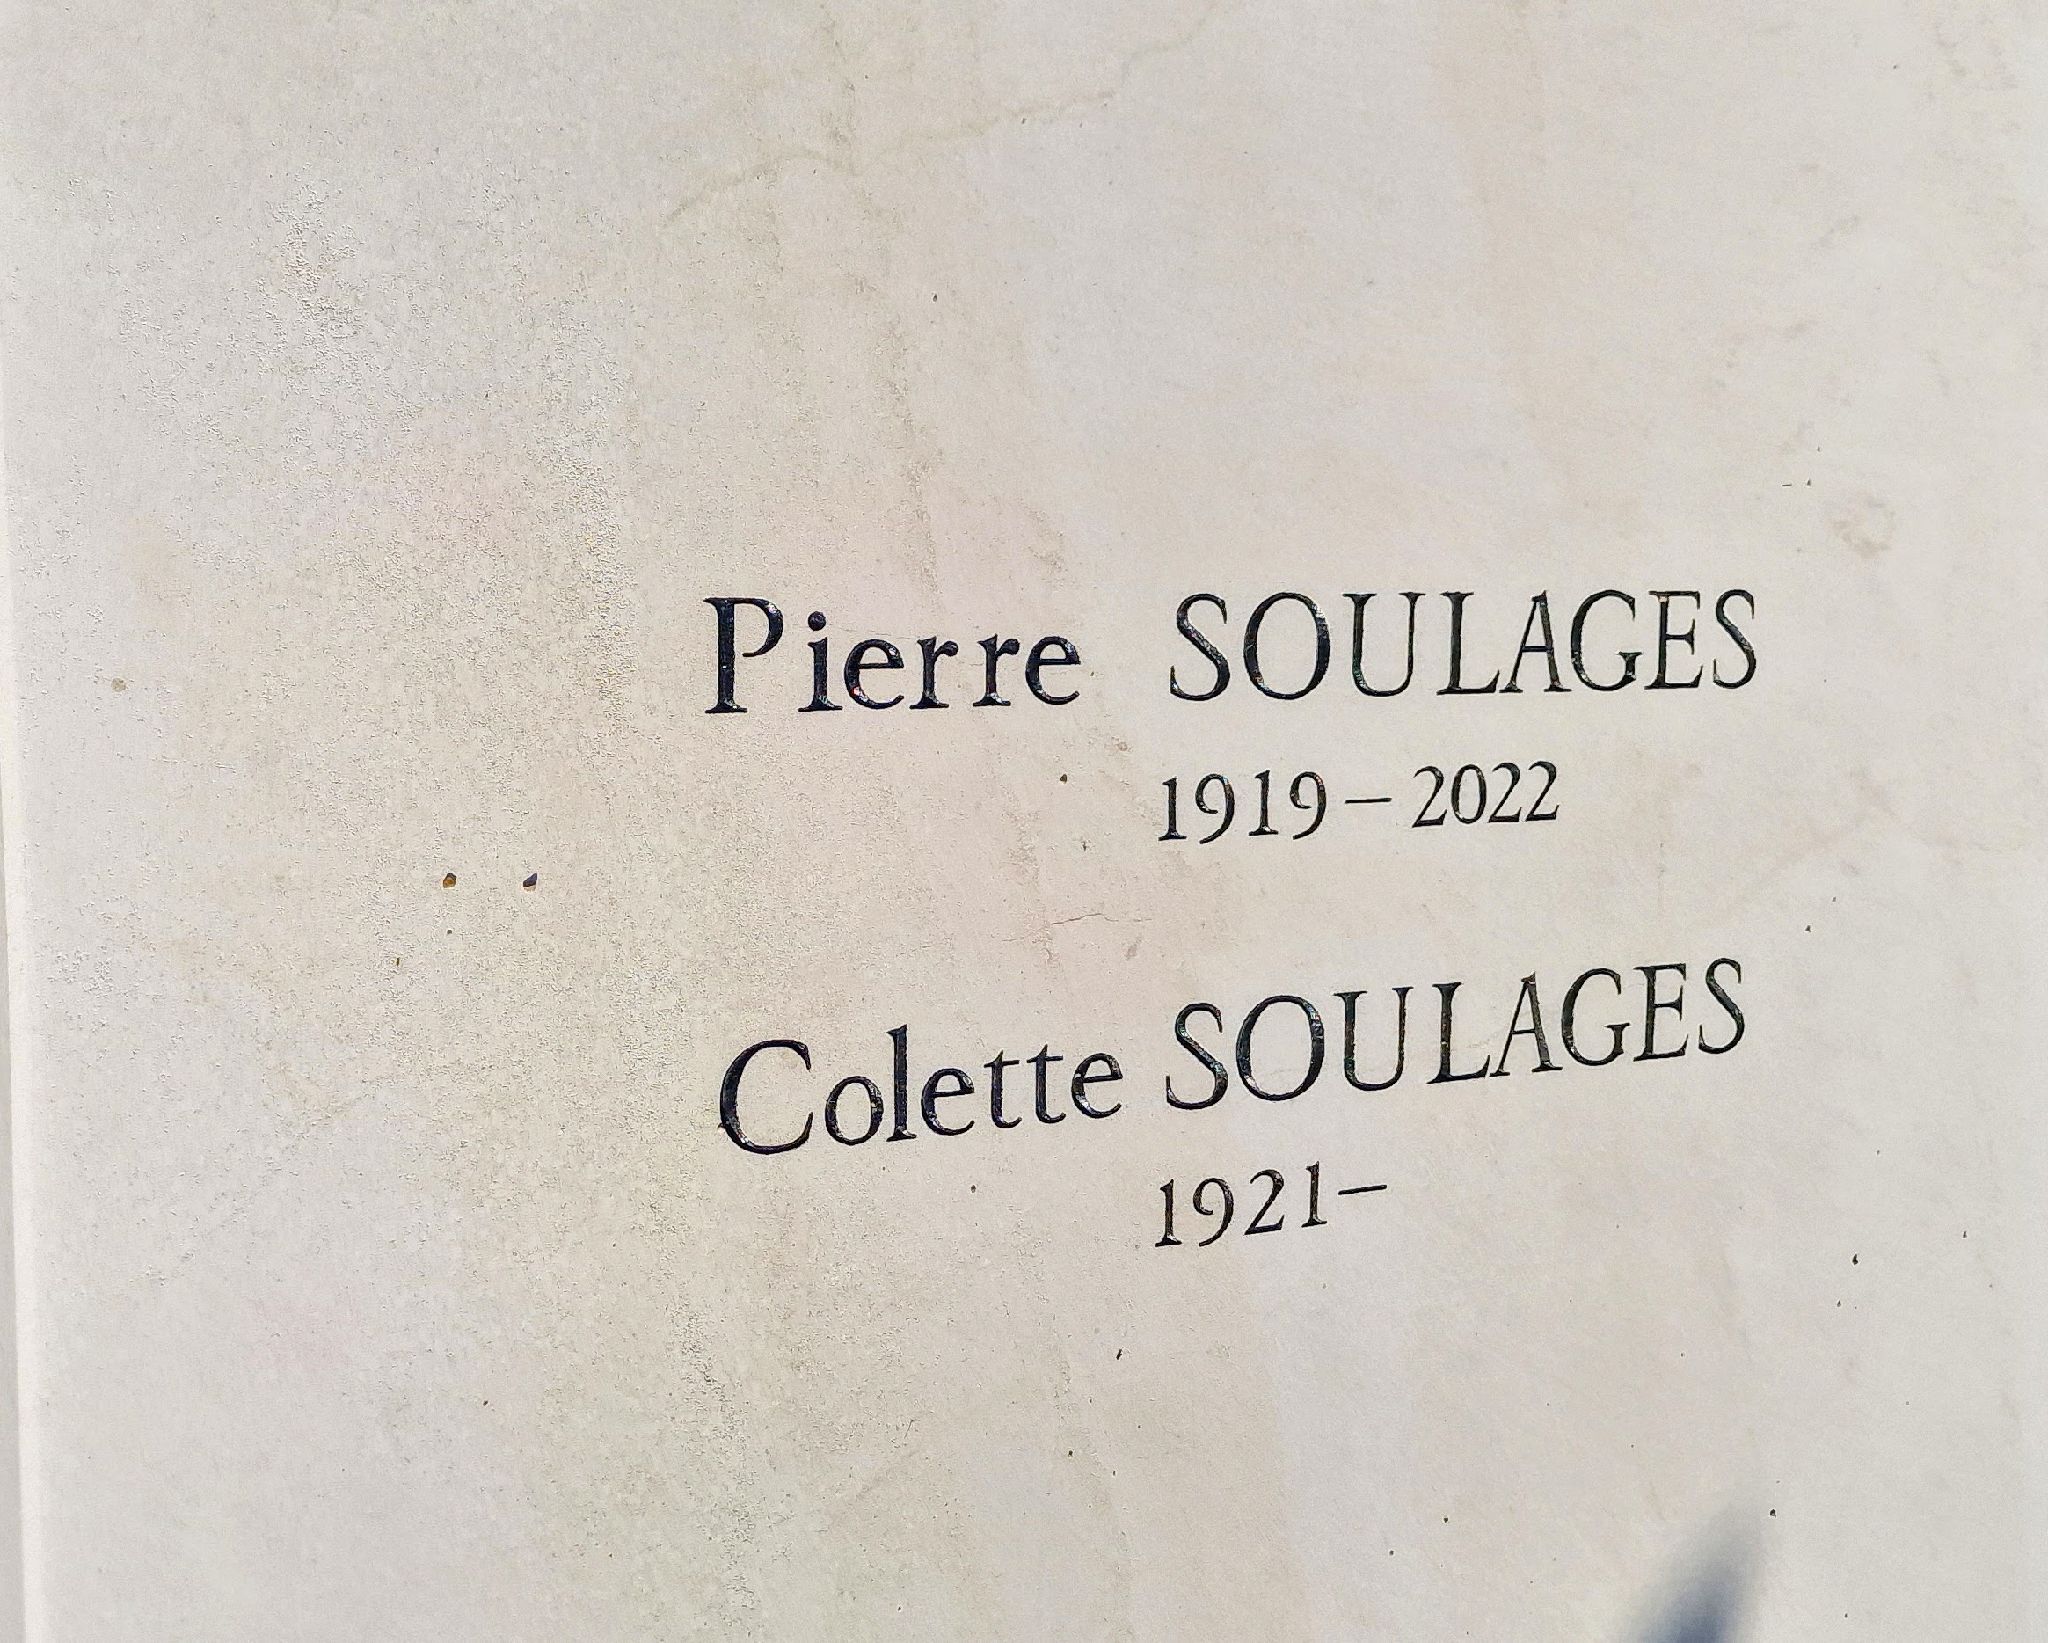 Pierre SOULAGES
1919 – 2022
Colette SOULAGES
1921 –